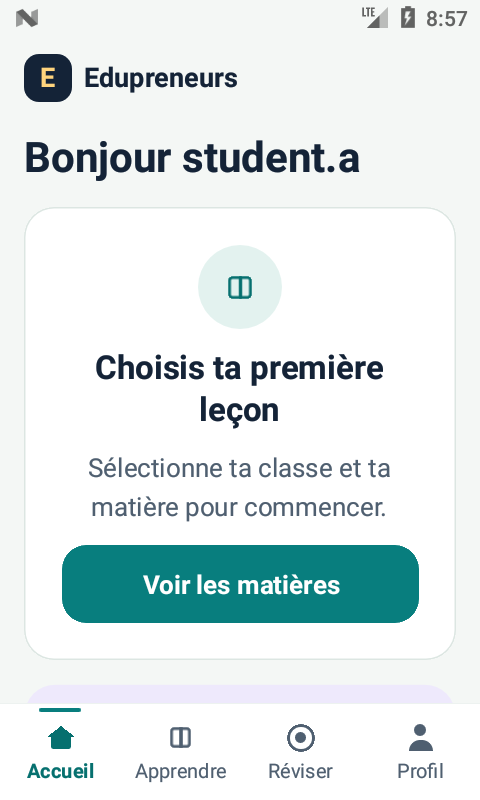 LTE 8:57
E Edupreneurs
Bonjour student.a
Choisis ta première
leçon
Sélectionne ta classe et ta
matière pour commencer.
Voir les matières
Accueil Apprendre Réviser Profil